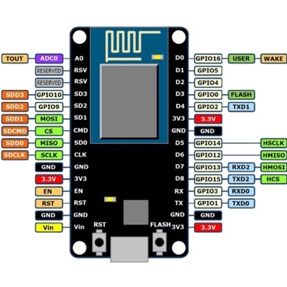 TOUT ADC0 A0 D0 GPIO16 USER WAKE
RESERVED RSV D1 GPIO5
RESERVED RSV D2 GPIO4
SDD3 GPIO10 SD3 D3 GPIO0 FLASH
SDD2 GPIO9 SD2 D4 GPIO2 TXD1
SDD1 MOSI SD1 3V3 3.3V
SDCMD CS CMD GND GND
SDD0 MISO SD0 D5 GPIO14 HSCLK
SDCLK SCLK CLK D6 GPIO12 HMISO
GND GND D7 GPIO13 RXD2 HMOSI
3.3V 3V3 D8 GPIO15 TXD2 HCS
EN EN RX GPIO3 RXD0
RST RST TX GPIO1 TXD0
GND GND GND GND
Vin Vin 3V3 3.3V
RST FLASH